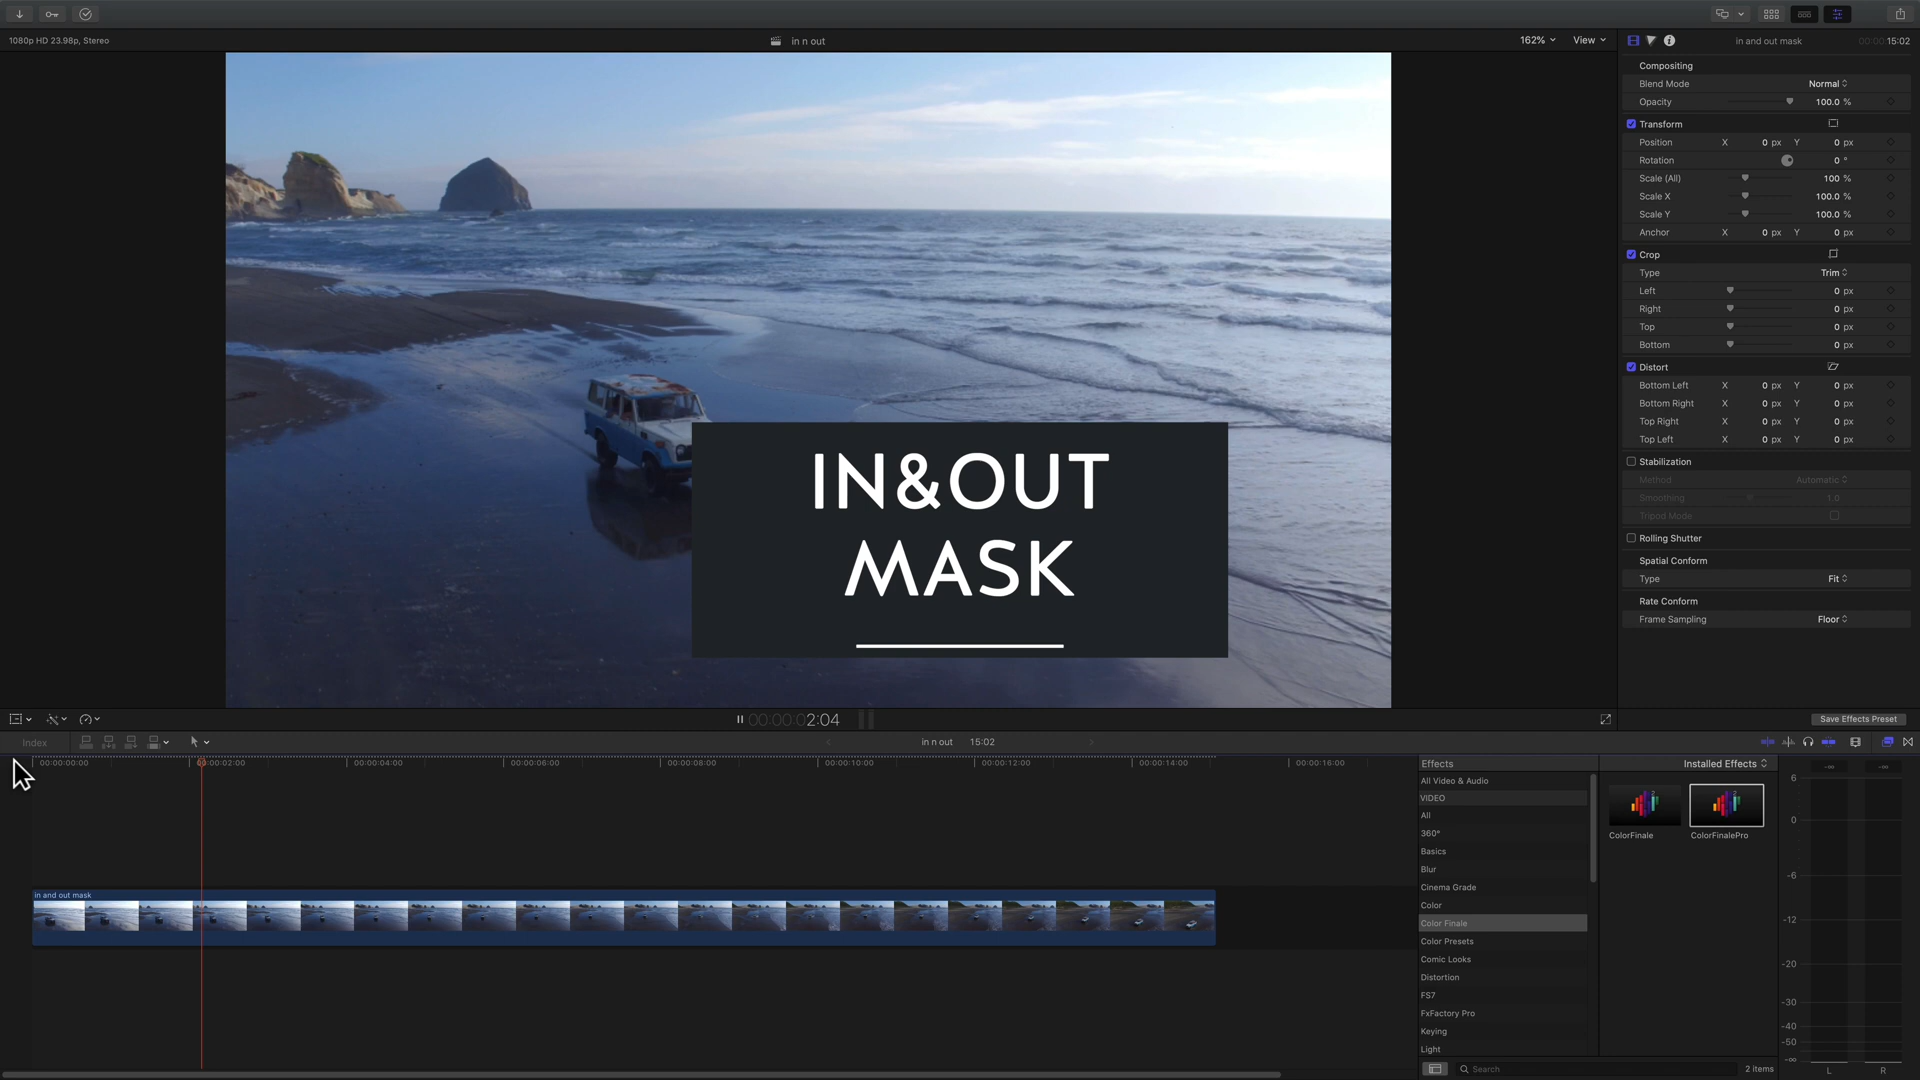 1080p HD 23.98p, Stereo
in n out
162%
View
in and out mask
00:00:00:15:02
Compositing
Blend Mode Normal
Opacity 100.0 %
Transform
Position X 0 px Y 0 px
Rotation 0 °
Scale (All) 100 %
Scale X 100.0 %
Scale Y 100.0 %
Anchor X 0 px Y 0 px
Crop
Type Trim
Left 0 px
Right 0 px
Top 0 px
Bottom 0 px
Distort
Bottom Left X 0 px Y 0 px
Bottom Right X 0 px Y 0 px
Top Right X 0 px Y 0 px
Top Left X 0 px Y 0 px
Stabilization
Method Automatic
Smoothing 1.0
Tripod Mode
Rolling Shutter
Spatial Conform
Type Fit
Rate Conform
Frame Sampling Floor
Save Effects Preset
IN&OUT
MASK
00:00:00:02:04
Index
in n out 15:02
00:00:00:00 00:00:02:00 00:00:04:00 00:00:06:00 00:00:08:00 00:00:10:00 00:00:12:00 00:00:14:00 00:00:16:00
in and out mask
Effects
All Video & Audio
VIDEO
All
360°
Basics
Blur
Cinema Grade
Color
Color Finale
Color Presets
Comic Looks
Distortion
FS7
FxFactory Pro
Keying
Light
Installed Effects
ColorFinale
ColorFinalePro
Search
2 items
-∞ -∞
6
0
-6
-12
-20
-30
-40
-50
-∞
L R